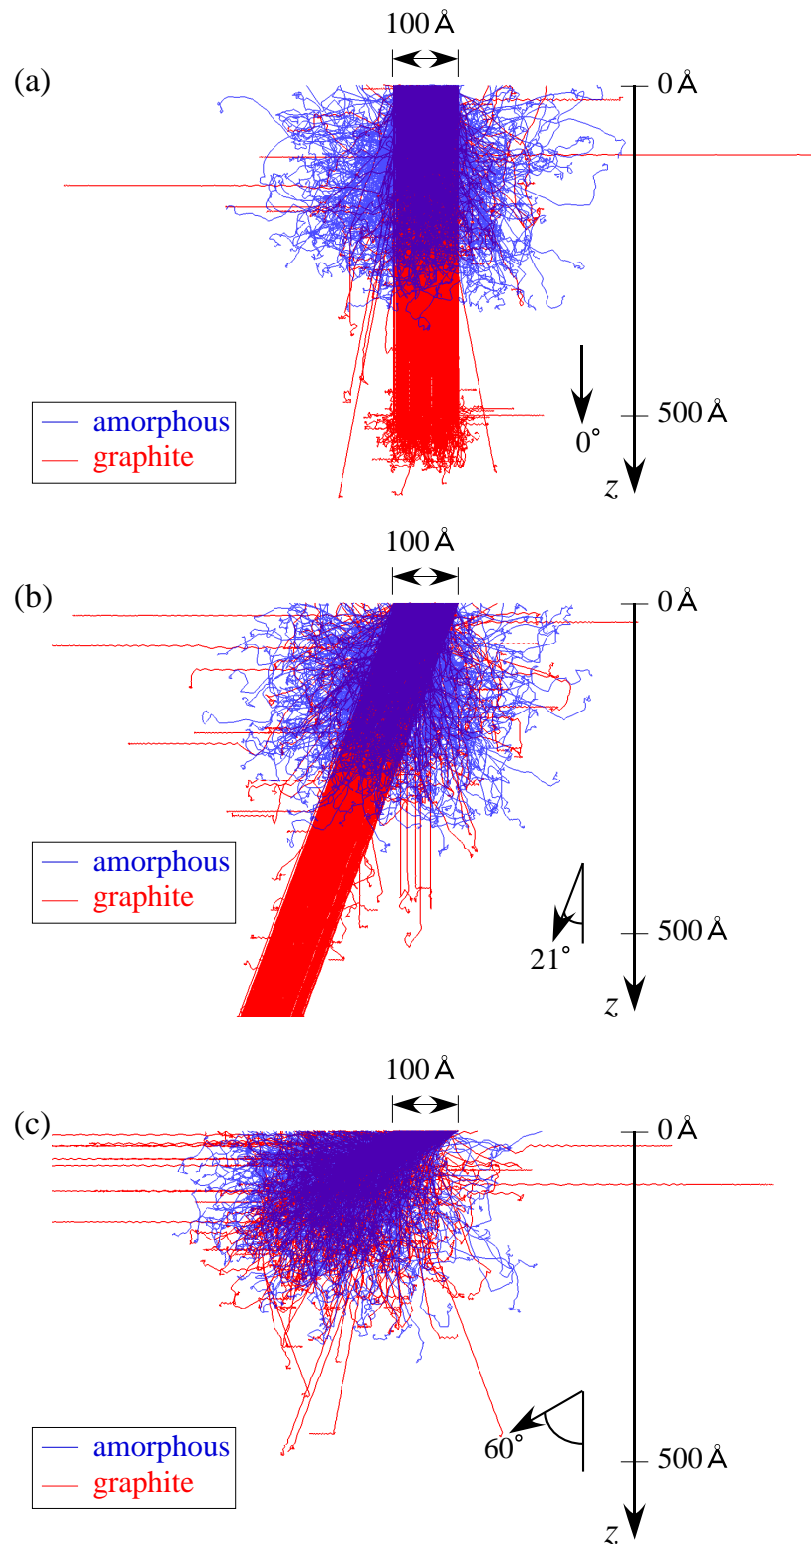 100 Å
(a)
0 Å
amorphous
graphite
0°
500 Å
z
100 Å
(b)
0 Å
amorphous
graphite
21°
500 Å
z
100 Å
(c)
0 Å
amorphous
graphite
60°
500 Å
z